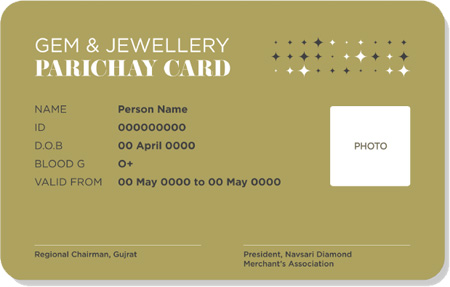 GEM & JEWELLERY
PARICHAY CARD
NAME Person Name
ID 000000000
D.O.B 00 April 0000
BLOOD G O+
VALID FROM 00 May 0000 to 00 May 0000
PHOTO
Regional Chairman, Gujrat
President, Navsari Diamond
Merchant's Association